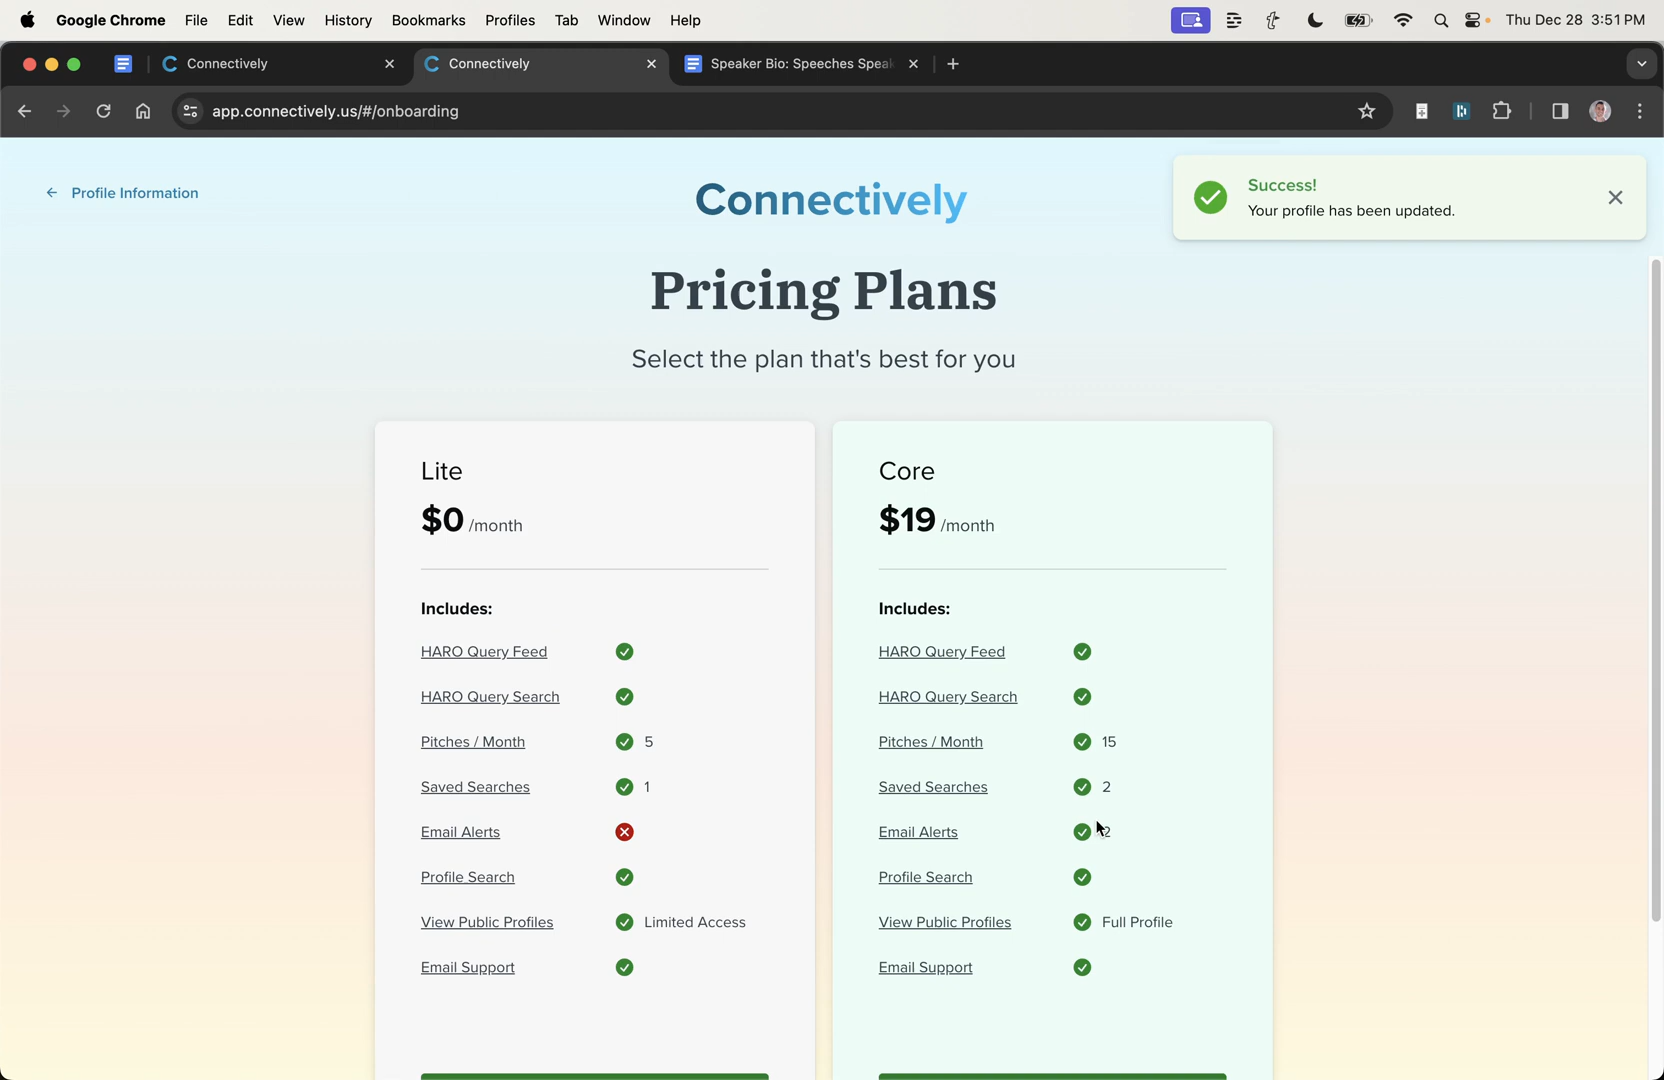 Google Chrome File Edit View History Bookmarks Profiles Tab Window Help Thu Dec 28 3:51 PM
Connectively Connectively Speaker Bio: Speeches Speak
app.connectively.us/#/onboarding
Profile Information
Connectively
Success!
Your profile has been updated.
Pricing Plans
Select the plan that's best for you
Lite
$0 /month
Includes:
HARO Query Feed
HARO Query Search
Pitches / Month 5
Saved Searches 1
Email Alerts
Profile Search
View Public Profiles Limited Access
Email Support
Core
$19 /month
Includes:
HARO Query Feed
HARO Query Search
Pitches / Month 15
Saved Searches 2
Email Alerts 2
Profile Search
View Public Profiles Full Profile
Email Support